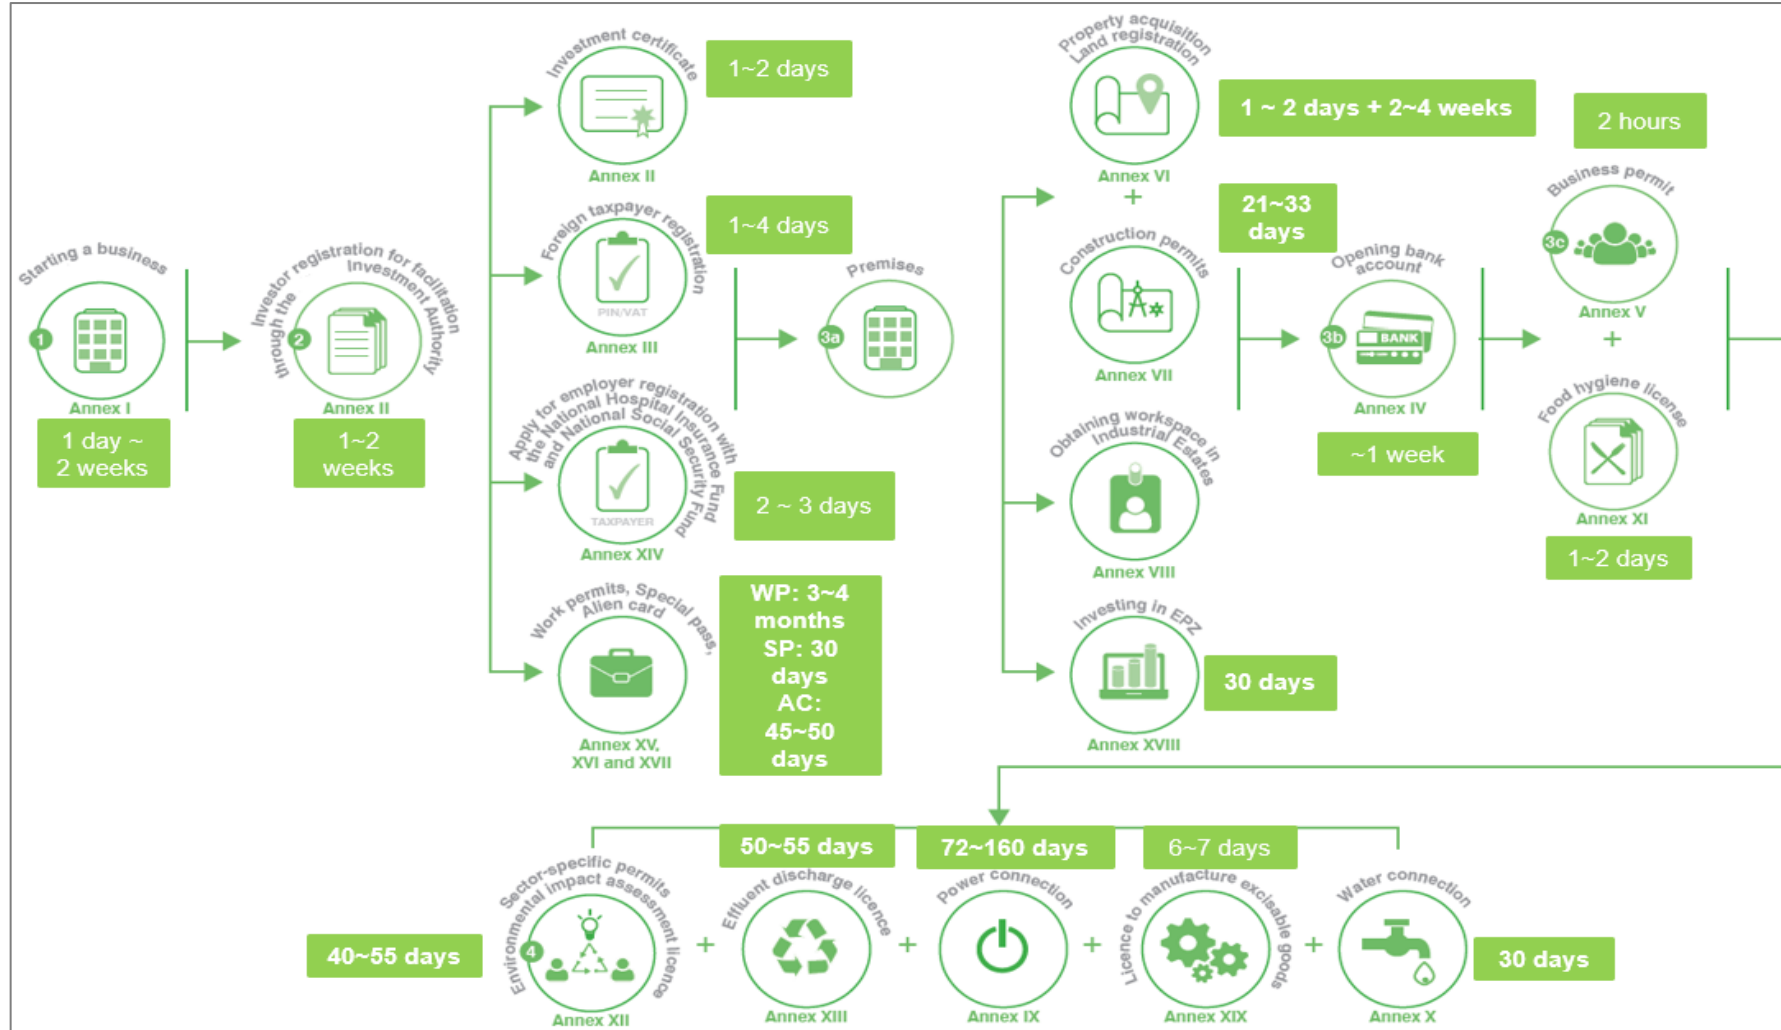 Starting a business
1
Annex I
1 day ~
2 weeks
Investor registration for facilitation
through the Investment Authority
2
Annex II
1~2
weeks
Investment certificate
Annex II
1~2 days
Foreign taxpayer registration
PIN/VAT
Annex III
1~4 days
Apply for employer registration with
the National Hospital Insurance Fund
and National Social Security Fund
TAXPAYER
Annex XIV
2 ~ 3 days
Work permits, Special pass,
Alien card
Annex XV,
XVI and XVII
WP: 3~4
months
SP: 30
days
AC:
45~50
days
Premises
3a
Property acquisition
Land registration
Annex VI
1 ~ 2 days + 2~4 weeks
+
Construction permits
Annex VII
21~33
days
Obtaining workspace in
Industrial Estates
Annex VIII
Investing in EPZ
Annex XVIII
30 days
Opening bank
account
3b
BANK
Annex IV
~1 week
2 hours
Business permit
3c
Annex V
+
Food hygiene license
Annex XI
1~2 days
Sector-specific permits
Environmental impact assessment licence
4
Annex XII
40~55 days
+
50~55 days
Effluent discharge licence
Annex XIII
+
72~160 days
Power connection
Annex IX
+
6~7 days
Licence to manufacture excisable goods
Annex XIX
+
Water connection
Annex X
30 days